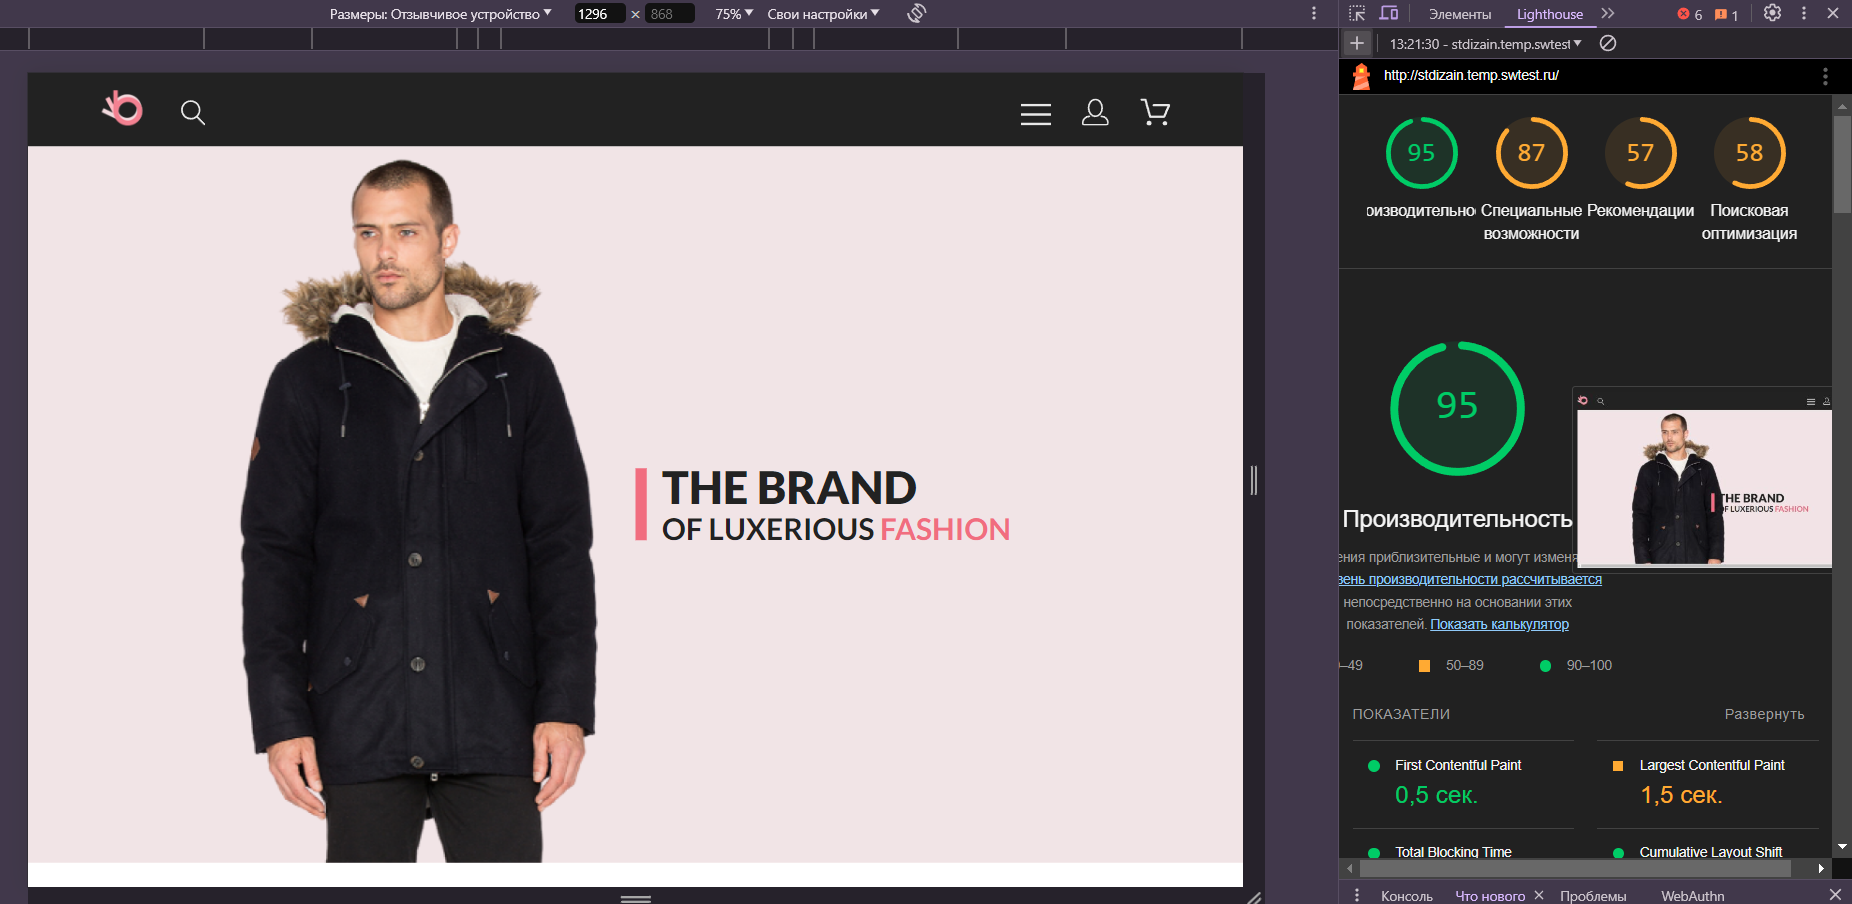 Размеры: Отзывчивое устройство 1296 × 868 75% Свои настройки
Элементы Lighthouse 6 1
13:21:30 - stdizain.temp.swtest
http://stdizain.temp.swtest.ru/
95 87 57 58
оизводительно Специальные возможности Рекомендации Поисковая оптимизация
THE BRAND
OF LUXERIOUS FASHION
95
THE BRAND
OF LUXERIOUS FASHION
Производительность
ения приблизительные и могут изменя
вень производительности рассчитывается
непосредственно на основании этих
показателей. Показать калькулятор
–49 50–89 90–100
ПОКАЗАТЕЛИ Развернуть
First Contentful Paint Largest Contentful Paint
0,5 сек. 1,5 сек.
Total Blocking Time Cumulative Layout Shift
Консоль Что нового Проблемы WebAuthn